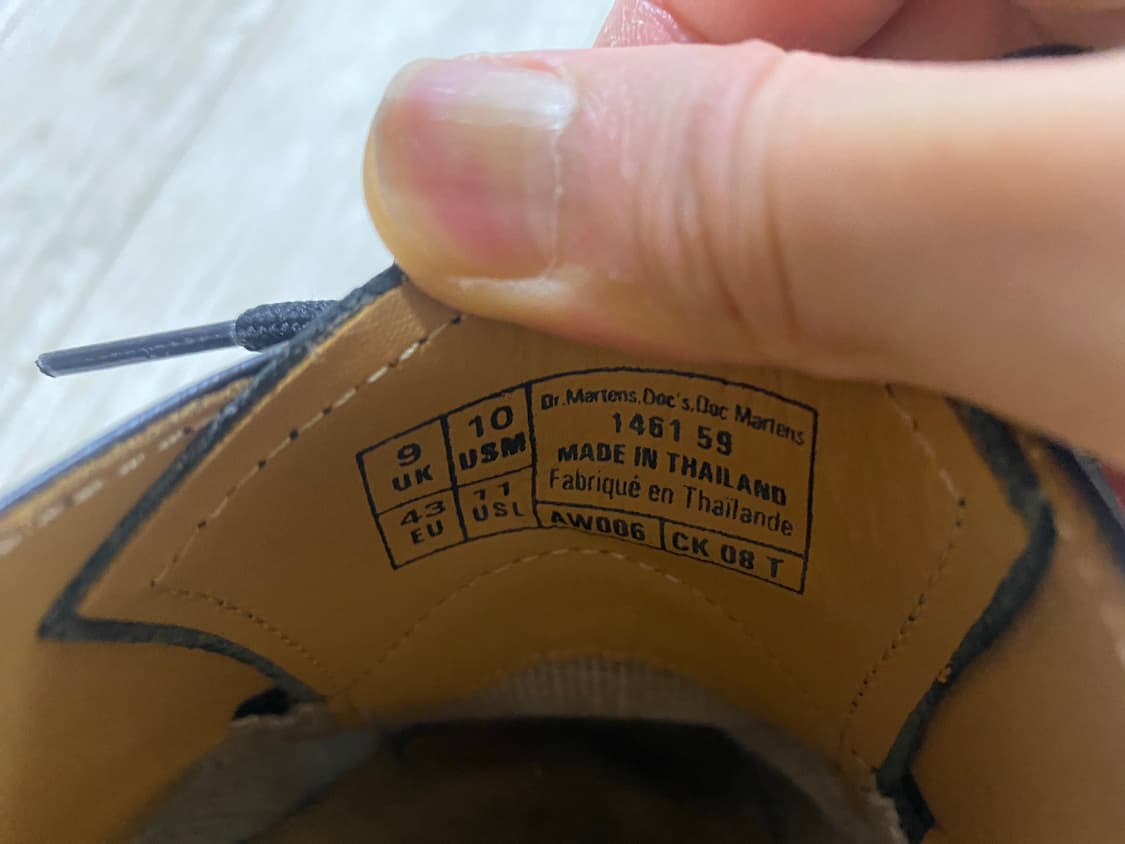 9
UK
10
USM
43
EU
11
USL
Dr.Martens,Doc's,Doc Martens
1461 59
MADE IN THAILAND
Fabriqué en Thaïlande
AW006
CK 08 T